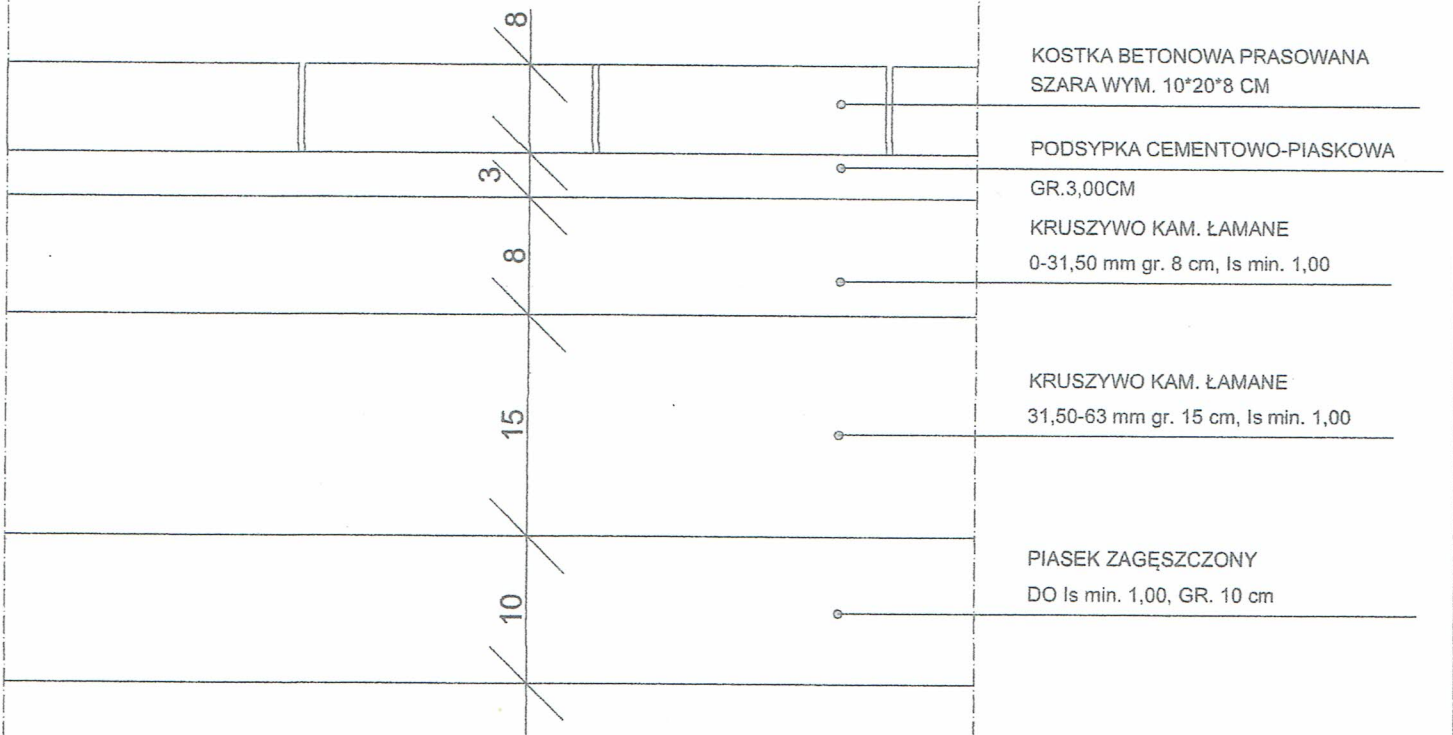 8
KOSTKA BETONOWA PRASOWANA
SZARA WYM. 10*20*8 CM
3
PODSYPKA CEMENTOWO-PIASKOWA
GR.3,00CM
8
KRUSZYWO KAM. ŁAMANE
0-31,50 mm gr. 8 cm, Is min. 1,00
15
KRUSZYWO KAM. ŁAMANE
31,50-63 mm gr. 15 cm, Is min. 1,00
10
PIASEK ZAGĘSZCZONY
DO Is min. 1,00, GR. 10 cm